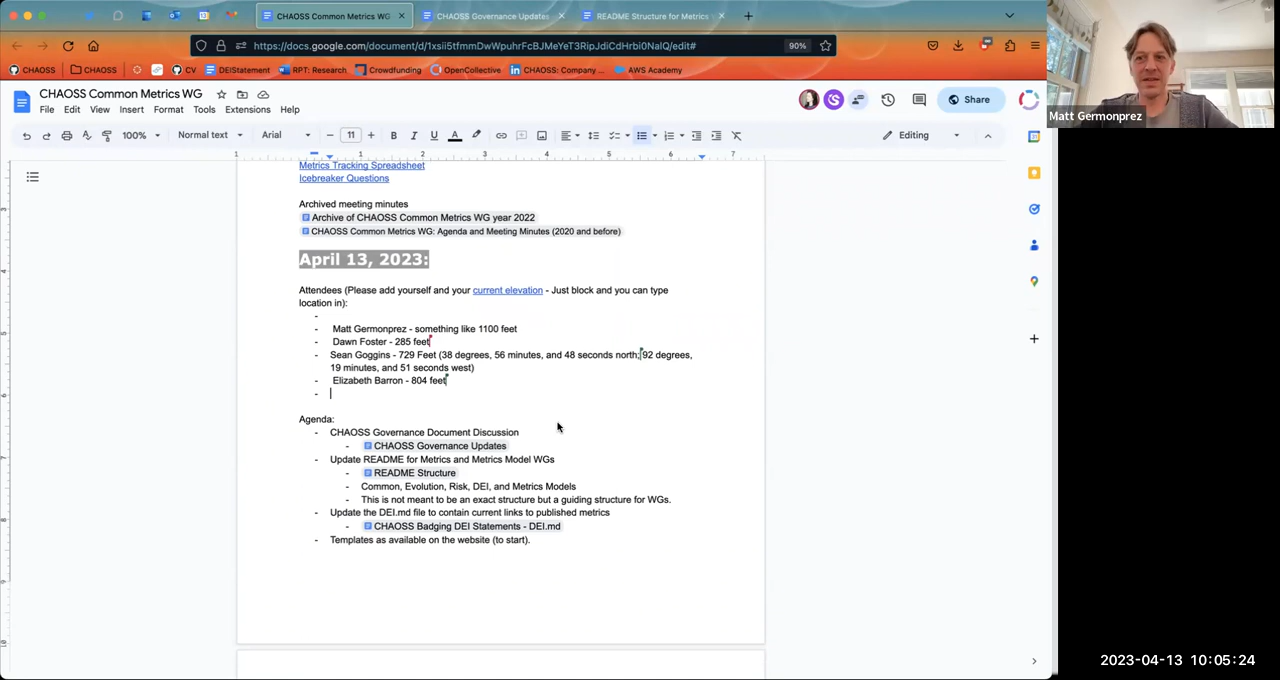 CHAOSS Common Metrics WG
CHAOSS Governance Updates
README Structure for Metrics
https://docs.google.com/document/d/1xsii5tfmmDwWpuhrFcBJMeYeT3RipJdiCdHrbi0NalQ/edit#
90%
CHAOSS
CHAOSS
CV
DEIStatement
RPT: Research
Crowdfunding
OpenCollective
CHAOSS: Company ...
AWS Academy
Matt Germonprez
CHAOSS Common Metrics WG
File Edit View Insert Format Tools Extensions Help
Share
100% Normal text Arial 11 Editing
1 1 2 3 4 5 6 7
Metrics Tracking Spreadsheet
Icebreaker Questions
Archived meeting minutes
Archive of CHAOSS Common Metrics WG year 2022
CHAOSS Common Metrics WG: Agenda and Meeting Minutes (2020 and before)
April 13, 2023:
Attendees (Please add yourself and your current elevation - Just block and you can type
location in):
-
- Matt Germonprez - something like 1100 feet
- Dawn Foster - 285 feet
- Sean Goggins - 729 Feet (38 degrees, 56 minutes, and 48 seconds north; 92 degrees,
19 minutes, and 51 seconds west)
- Elizabeth Barron - 804 feet
-
Agenda:
- CHAOSS Governance Document Discussion
- CHAOSS Governance Updates
- Update README for Metrics and Metrics Model WGs
- README Structure
- Common, Evolution, Risk, DEI, and Metrics Models
- This is not meant to be an exact structure but a guiding structure for WGs.
- Update the DEI.md file to contain current links to published metrics
- CHAOSS Badging DEI Statements - DEI.md
- Templates as available on the website (to start).
2023-04-13 10:05:24